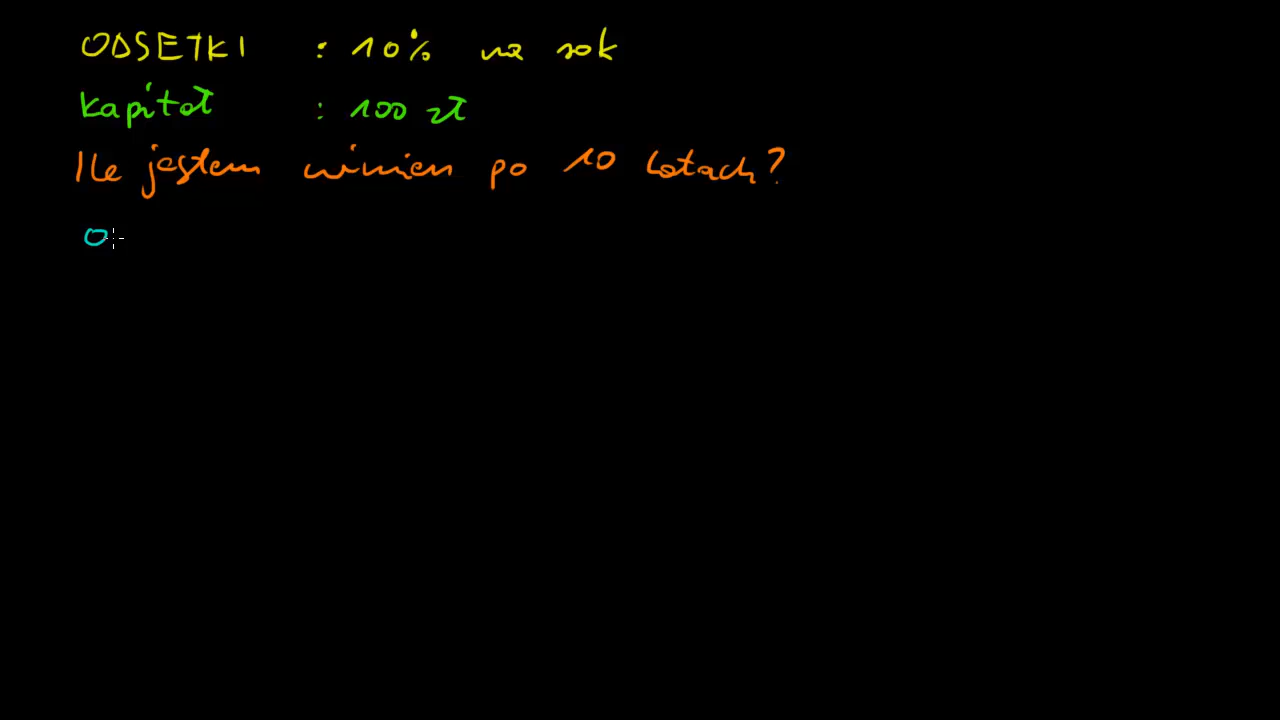 ODSETKI : 10% na rok
kapitał : 100 zł
Ile jestem winien po 10 latach?
O